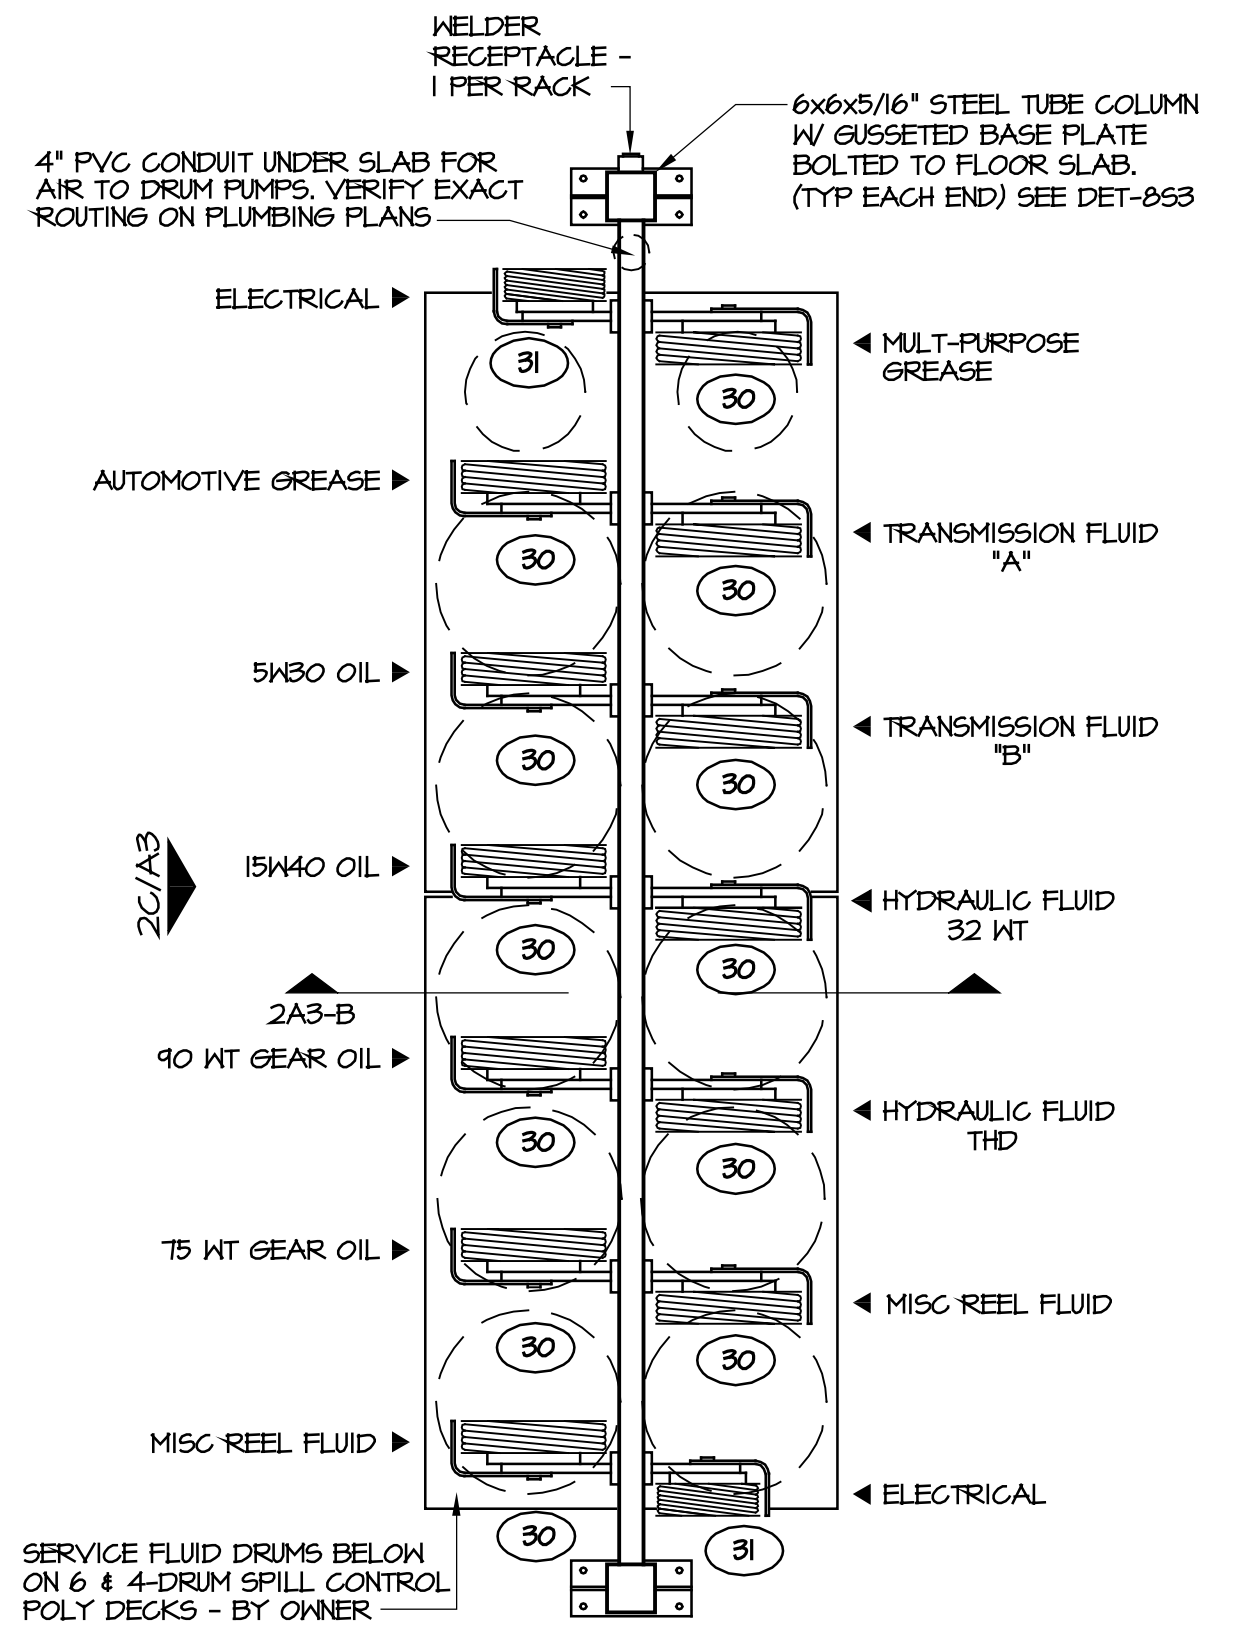 WELDER
RECEPTACLE -
1 PER RACK
6x6x5/16" STEEL TUBE COLUMN
W/ GUSSETED BASE PLATE
BOLTED TO FLOOR SLAB.
(TYP EACH END) SEE DET-8S3
4" PVC CONDUIT UNDER SLAB FOR
AIR TO DRUM PUMPS. VERIFY EXACT
ROUTING ON PLUMBING PLANS
ELECTRICAL
MULT-PURPOSE
GREASE
31
30
AUTOMOTIVE GREASE
TRANSMISSION FLUID
"A"
30
30
5W30 OIL
TRANSMISSION FLUID
"B"
30
30
2C/A3
15W40 OIL
HYDRAULIC FLUID
32 WT
30
30
2A3-B
90 WT GEAR OIL
HYDRAULIC FLUID
THD
30
30
75 WT GEAR OIL
MISC REEL FLUID
30
30
MISC REEL FLUID
ELECTRICAL
30
31
SERVICE FLUID DRUMS BELOW
ON 6 & 4-DRUM SPILL CONTROL
POLY DECKS - BY OWNER